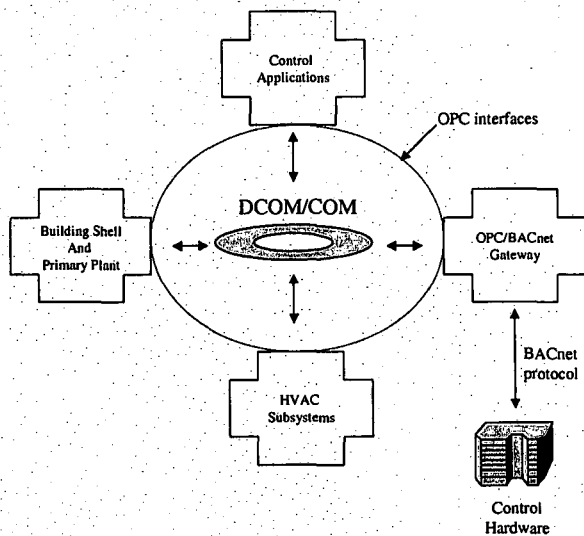 Control
Applications
OPC interfaces
DCOM/COM
Building Shell
And
Primary Plant
OPC/BACnet
Gateway
BACnet
protocol
HVAC
Subsystems
Control
Hardware